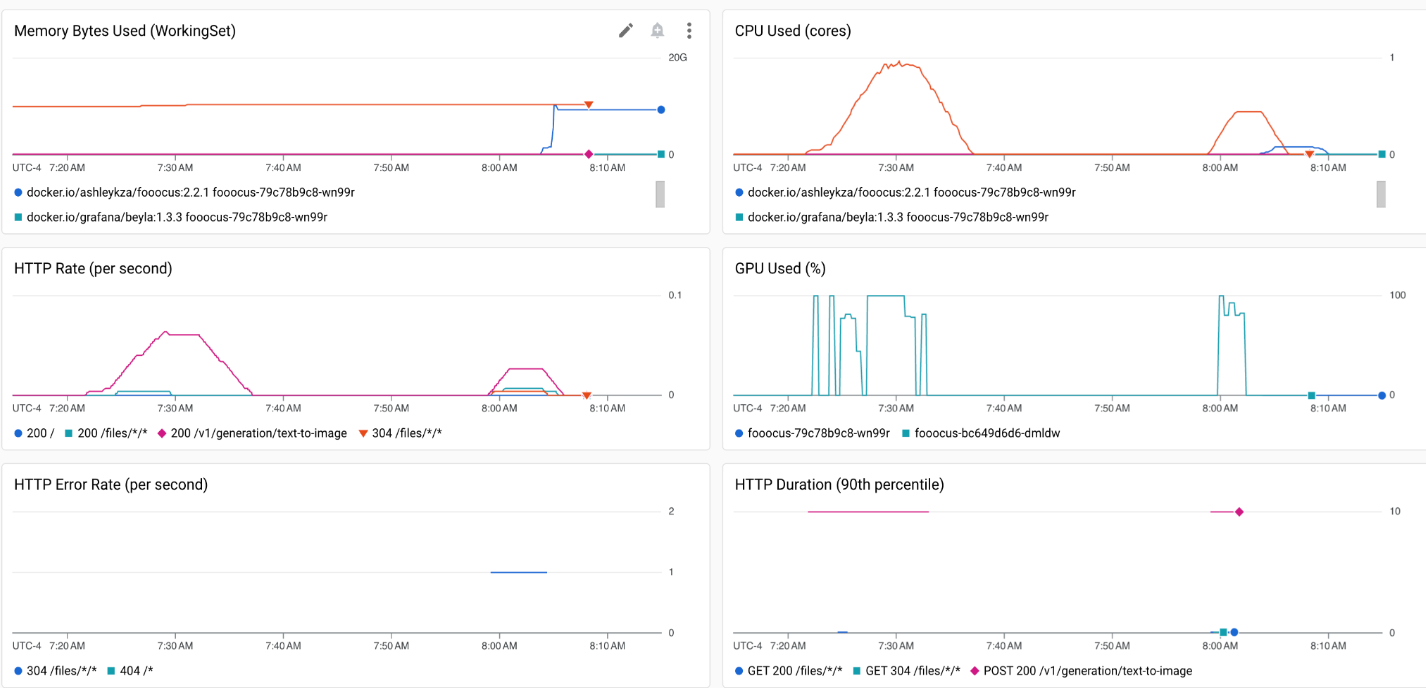 Memory Bytes Used (WorkingSet)
20G
0
UTC-4 7:20 AM 7:30 AM 7:40 AM 7:50 AM 8:00 AM 8:10 AM
docker.io/ashleykza/fooocus:2.2.1 fooocus-79c78b9c8-wn99r
docker.io/grafana/beyla:1.3.3 fooocus-79c78b9c8-wn99r
CPU Used (cores)
1
0
UTC-4 7:20 AM 7:30 AM 7:40 AM 7:50 AM 8:00 AM 8:10 AM
docker.io/ashleykza/fooocus:2.2.1 fooocus-79c78b9c8-wn99r
docker.io/grafana/beyla:1.3.3 fooocus-79c78b9c8-wn99r
HTTP Rate (per second)
0.1
0
UTC-4 7:20 AM 7:30 AM 7:40 AM 7:50 AM 8:00 AM 8:10 AM
200 / 200 /files/*/* 200 /v1/generation/text-to-image 304 /files/*/*
GPU Used (%)
100
0
UTC-4 7:20 AM 7:30 AM 7:40 AM 7:50 AM 8:00 AM 8:10 AM
fooocus-79c78b9c8-wn99r fooocus-bc649d6d6-dmldw
HTTP Error Rate (per second)
2
1
0
UTC-4 7:20 AM 7:30 AM 7:40 AM 7:50 AM 8:00 AM 8:10 AM
304 /files/*/* 404 /*
HTTP Duration (90th percentile)
10
0
UTC-4 7:20 AM 7:30 AM 7:40 AM 7:50 AM 8:00 AM 8:10 AM
GET 200 /files/*/* GET 304 /files/*/* POST 200 /v1/generation/text-to-image